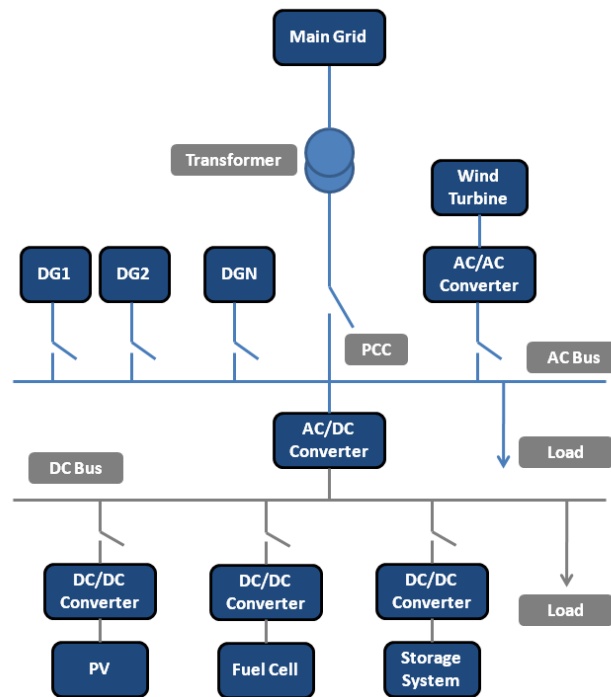 Main Grid
Transformer
Wind
Turbine
DG1
DG2
DGN
AC/AC
Converter
PCC
AC Bus
AC/DC
Converter
Load
DC Bus
DC/DC
Converter
DC/DC
Converter
DC/DC
Converter
Load
PV
Fuel Cell
Storage
System